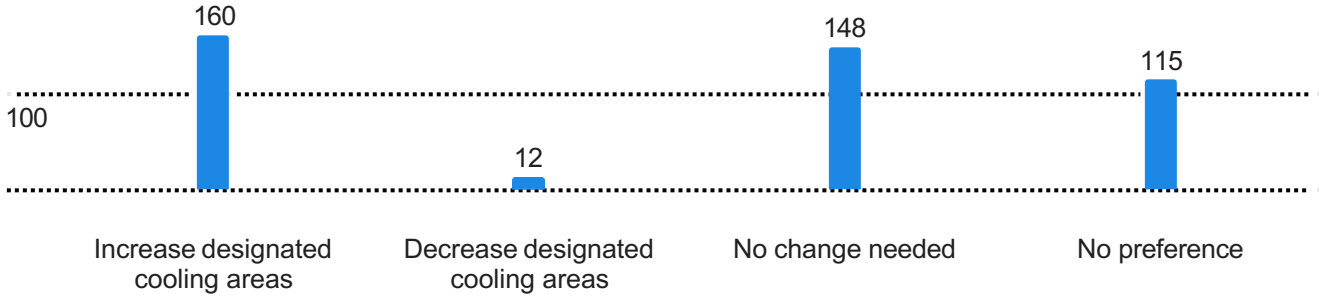 160
148
115
100
12
Increase designated
cooling areas
Decrease designated
cooling areas
No change needed
No preference